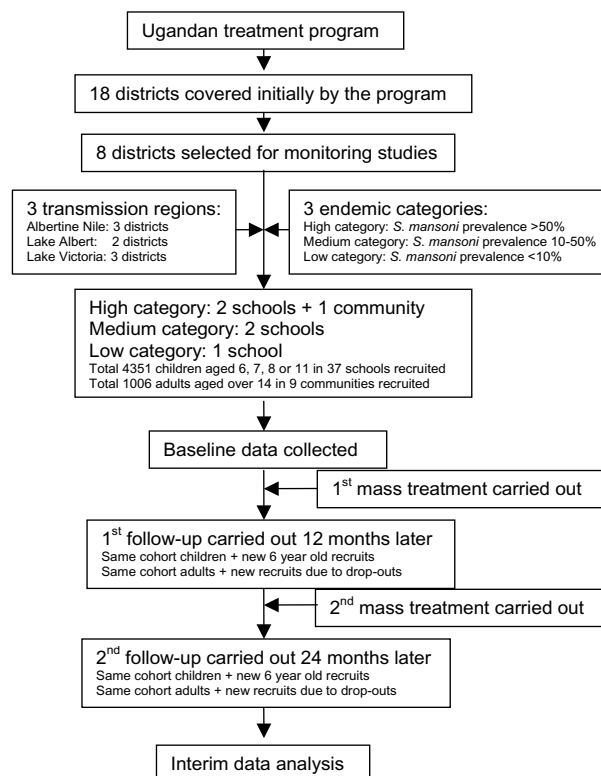 Ugandan treatment program
18 districts covered initially by the program
8 districts selected for monitoring studies
3 transmission regions:
Albertine Nile: 3 districts
Lake Albert: 2 districts
Lake Victoria: 3 districts
3 endemic categories:
High category: S. mansoni prevalence >50%
Medium category: S. mansoni prevalence 10-50%
Low category: S. mansoni prevalence <10%
High category: 2 schools + 1 community
Medium category: 2 schools
Low category: 1 school
Total 4351 children aged 6, 7, 8 or 11 in 37 schools recruited
Total 1006 adults aged over 14 in 9 communities recruited
Baseline data collected
1st mass treatment carried out
1st follow-up carried out 12 months later
Same cohort children + new 6 year old recruits
Same cohort adults + new recruits due to drop-outs
2nd mass treatment carried out
2nd follow-up carried out 24 months later
Same cohort children + new 6 year old recruits
Same cohort adults + new recruits due to drop-outs
Interim data analysis